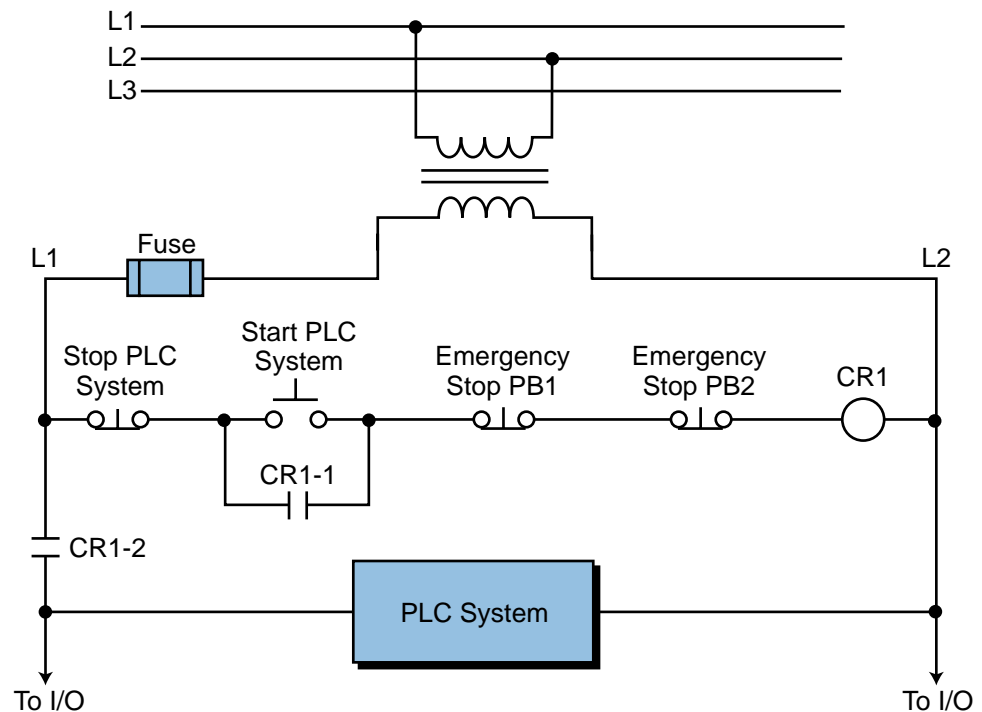 L1
L2
L3
L1
Fuse
L2
Stop PLC
System
Start PLC
System
Emergency
Stop PB1
Emergency
Stop PB2
CR1
CR1-1
CR1-2
PLC System
To I/O
To I/O